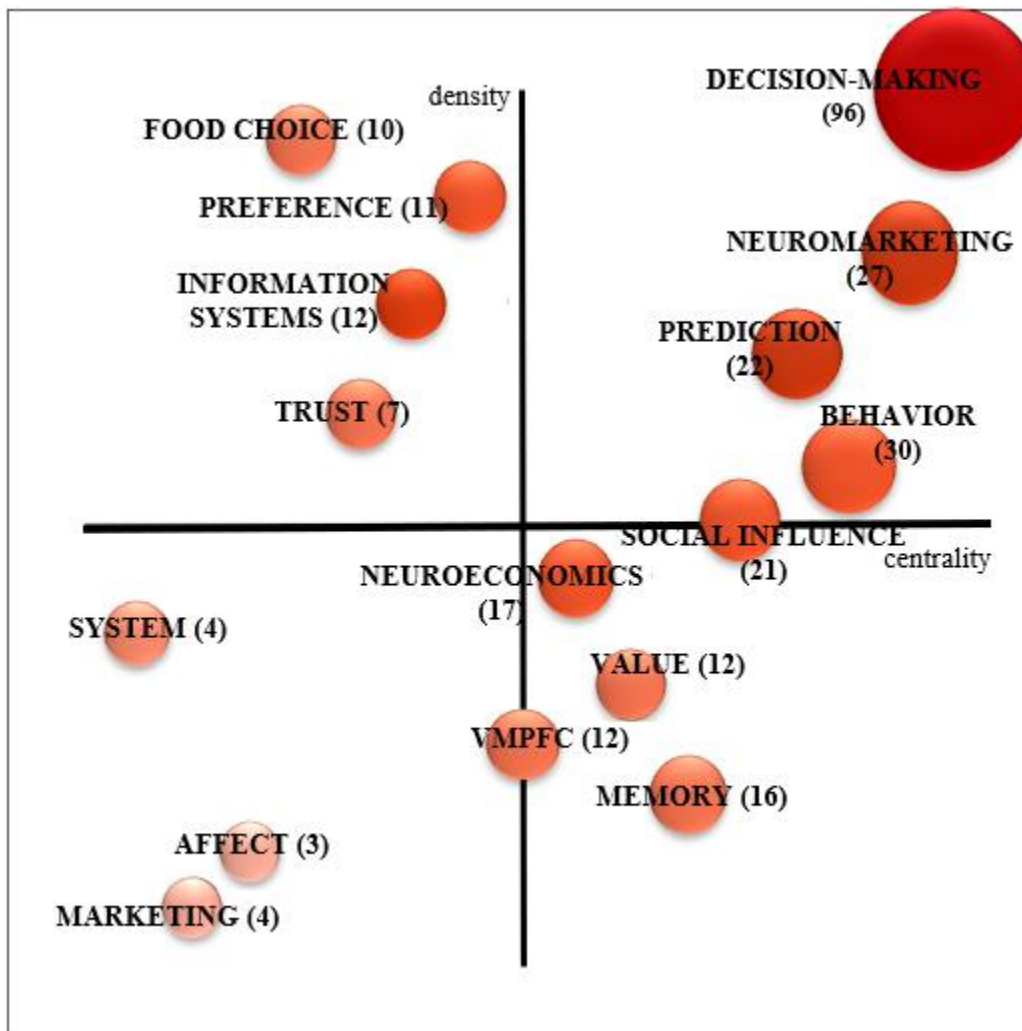 DECISION-MAKING
(96)
density
FOOD CHOICE (10)
PREFERENCE (11)
NEUROMARKETING
(27)
INFORMATION
SYSTEMS (12)
PREDICTION
(22)
TRUST (7)
BEHAVIOR
(30)
SOCIAL INFLUENCE
(21)
centrality
NEUROECONOMICS
(17)
SYSTEM (4)
VALUE (12)
VMPFC (12)
MEMORY (16)
AFFECT (3)
MARKETING (4)